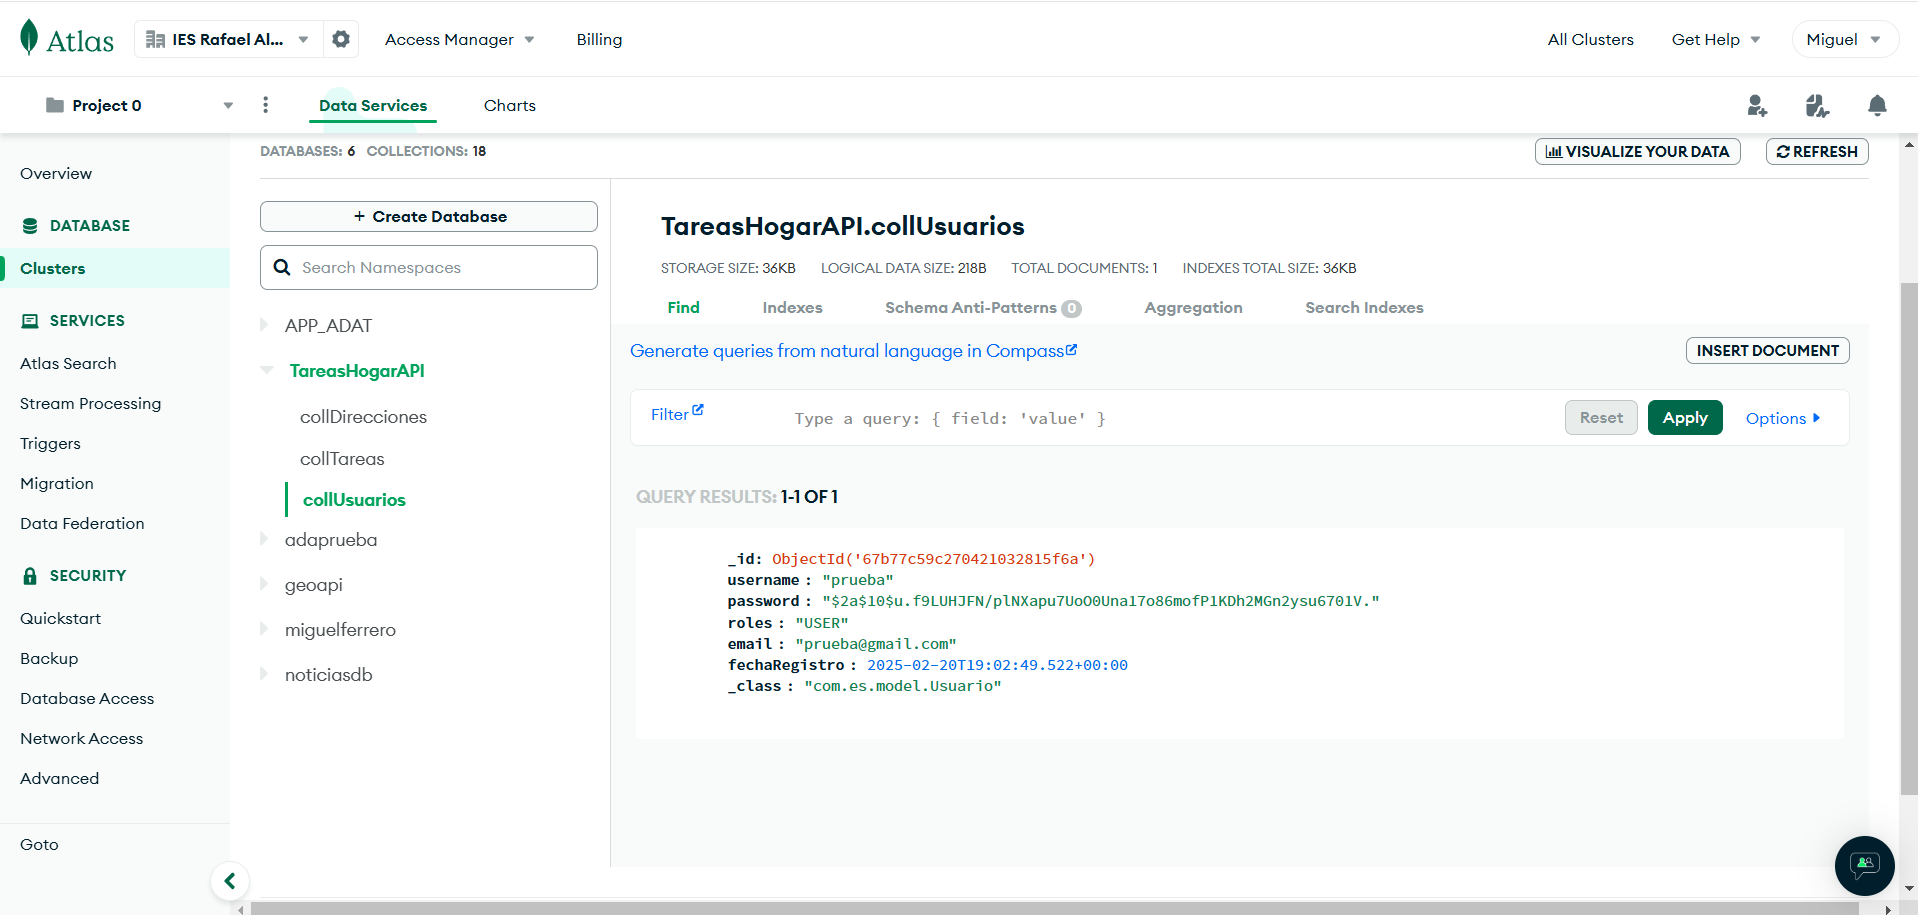 Atlas
IES Rafael Al...
Access Manager
Billing
All Clusters
Get Help
Miguel
Project 0
Data Services
Charts
Overview
DATABASE
Clusters
SERVICES
Atlas Search
Stream Processing
Triggers
Migration
Data Federation
SECURITY
Quickstart
Backup
Database Access
Network Access
Advanced
Goto
DATABASES: 6 COLLECTIONS: 18
VISUALIZE YOUR DATA
REFRESH
+ Create Database
Search Namespaces
APP_ADAT
TareasHogarAPI
collDirecciones
collTareas
collUsuarios
adaprueba
geoapi
miguelferrero
noticiasdb
TareasHogarAPI.collUsuarios
STORAGE SIZE: 36KB LOGICAL DATA SIZE: 218B TOTAL DOCUMENTS: 1 INDEXES TOTAL SIZE: 36KB
Find
Indexes
Schema Anti-Patterns 0
Aggregation
Search Indexes
Generate queries from natural language in Compass
INSERT DOCUMENT
Filter
Type a query: { field: 'value' }
Reset
Apply
Options
QUERY RESULTS: 1-1 OF 1
_id: ObjectId('67b77c59c270421032815f6a')
username : "prueba"
password : "$2a$10$u.f9LUHJFN/plNXapu7UoO0Una17o86mofP1KDh2MGn2ysu6701V."
roles : "USER"
email : "prueba@gmail.com"
fechaRegistro : 2025-02-20T19:02:49.522+00:00
_class : "com.es.model.Usuario"